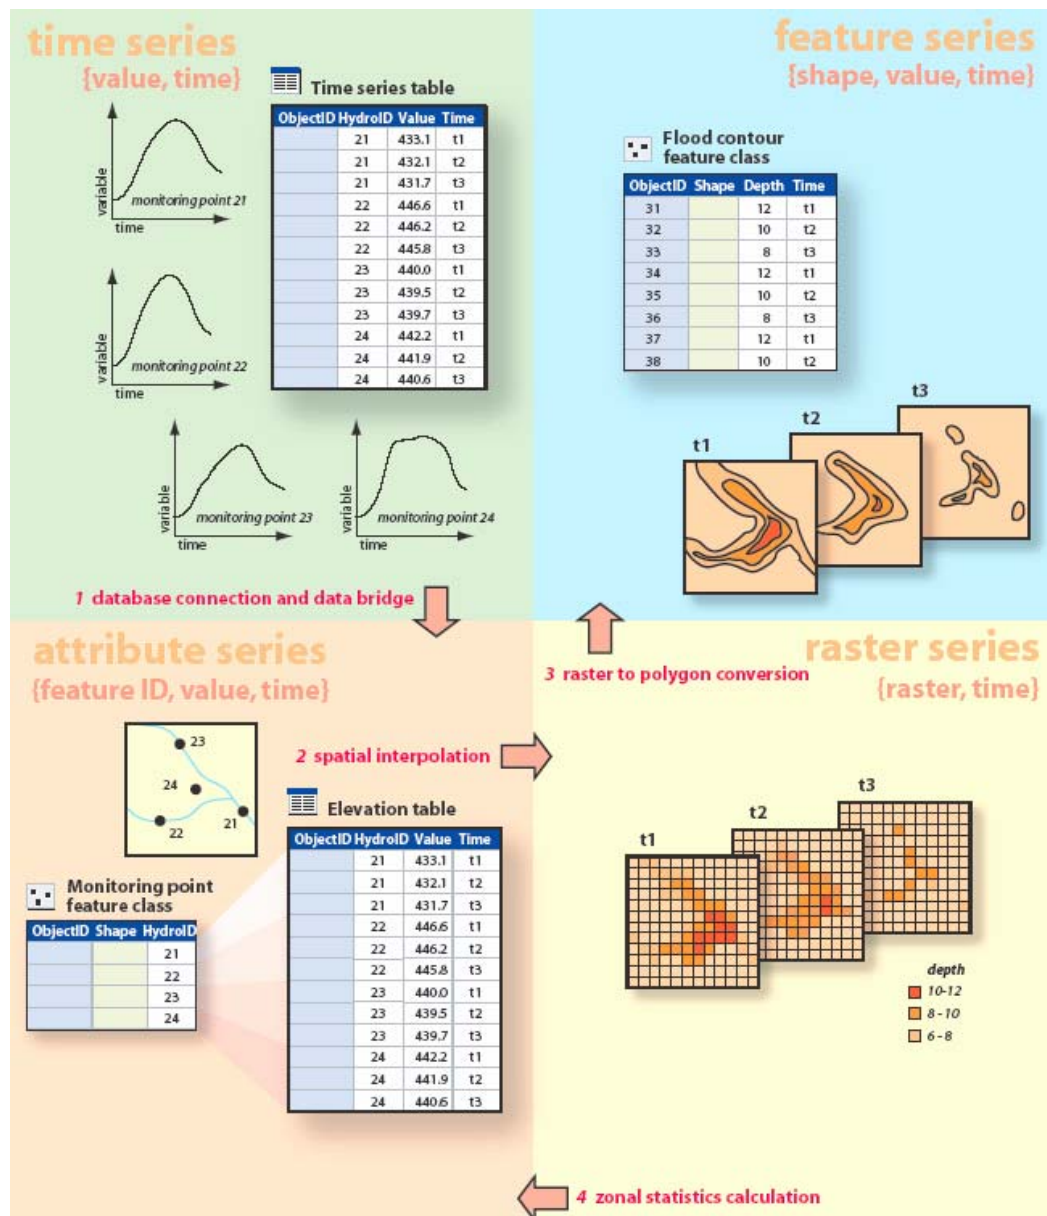 time series
{value, time}
Time series table
ObjectID HydroID Value Time
21 433.1 t1
21 432.1 t2
21 431.7 t3
22 446.6 t1
22 446.2 t2
22 445.8 t3
23 440.0 t1
23 439.5 t2
23 439.7 t3
24 442.2 t1
24 441.9 t2
24 440.6 t3
variable
monitoring point 21
time
variable
monitoring point 22
time
variable
monitoring point 23
time
variable
monitoring point 24
time
feature series
{shape, value, time}
Flood contour
feature class
ObjectID Shape Depth Time
31 12 t1
32 10 t2
33 8 t3
34 12 t1
35 10 t2
36 8 t3
37 12 t1
38 10 t2
t1
t2
t3
1 database connection and data bridge
attribute series
{feature ID, value, time}
23
24
22
21
2 spatial interpolation
Elevation table
ObjectID HydroID Value Time
21 433.1 t1
21 432.1 t2
21 431.7 t3
22 446.6 t1
22 446.2 t2
22 445.8 t3
23 440.0 t1
23 439.5 t2
23 439.7 t3
24 442.2 t1
24 441.9 t2
24 440.6 t3
Monitoring point
feature class
ObjectID Shape HydroID
21
22
23
24
3 raster to polygon conversion
raster series
{raster, time}
t1
t2
t3
depth
10-12
8-10
6-8
4 zonal statistics calculation